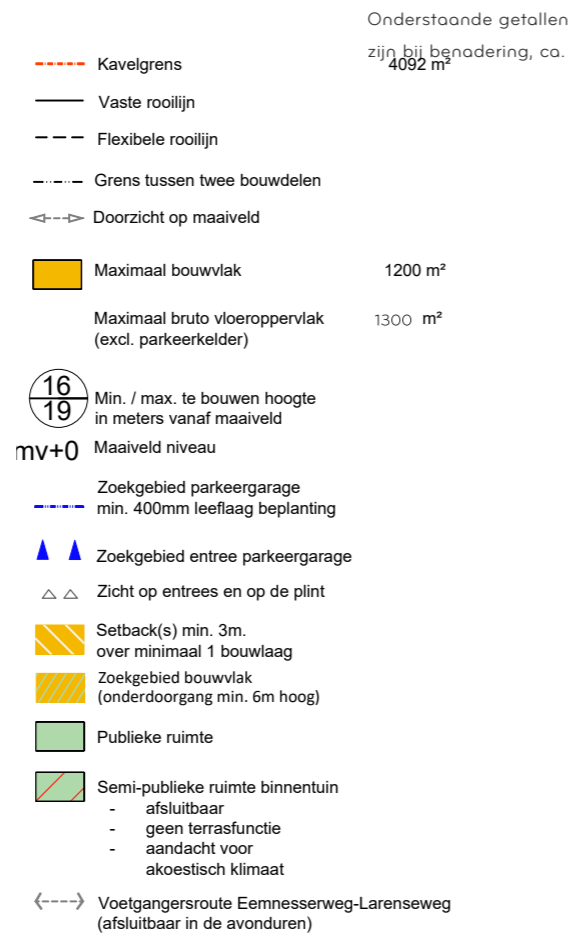 Onderstaande getallen
zijn bij benadering, ca.
Kavelgrens 4092 m²
Vaste rooilijn
Flexibele rooilijn
Grens tussen twee bouwdelen
Doorzicht op maaiveld
Maximaal bouwvlak 1200 m²
Maximaal bruto vloeroppervlak 1300 m²
(excl. parkeerkelder)
16
19
Min. / max. te bouwen hoogte
in meters vanaf maaiveld
mv+0 Maaiveld niveau
Zoekgebied parkeergarage
min. 400mm leeflaag beplanting
Zoekgebied entree parkeergarage
Zicht op entrees en op de plint
Setback(s) min. 3m.
over minimaal 1 bouwlaag
Zoekgebied bouwvlak
(onderdoorgang min. 6m hoog)
Publieke ruimte
Semi-publieke ruimte binnentuin
- afsluitbaar
- geen terrasfunctie
- aandacht voor
akoestisch klimaat
Voetgangersroute Eemnesserweg-Larenseweg
(afsluitbaar in de avonduren)